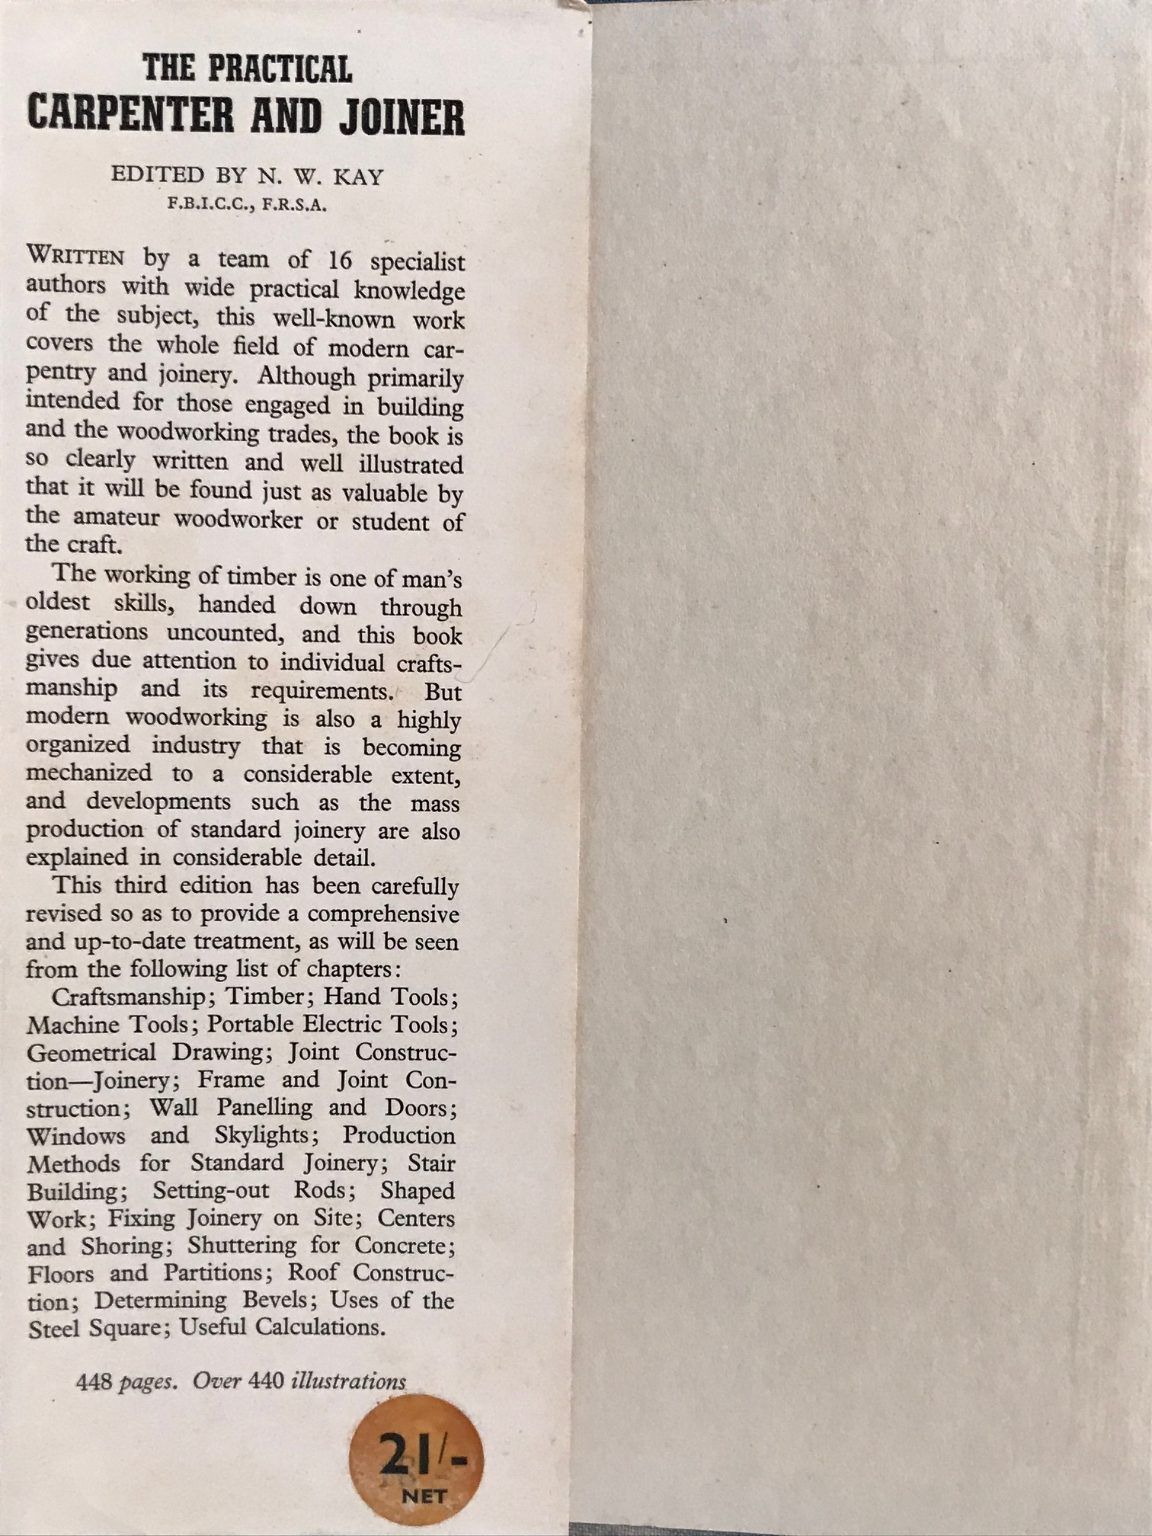 THE PRACTICAL
CARPENTER AND JOINER
EDITED BY N. W. KAY
F.B.I.C.C., F.R.S.A.
WRITTEN by a team of 16 specialist
authors with wide practical knowledge
of the subject, this well-known work
covers the whole field of modern car-
pentry and joinery. Although primarily
intended for those engaged in building
and the woodworking trades, the book is
so clearly written and well illustrated
that it will be found just as valuable by
the amateur woodworker or student of
the craft.
The working of timber is one of man's
oldest skills, handed down through
generations uncounted, and this book
gives due attention to individual crafts-
manship and its requirements. But
modern woodworking is also a highly
organized industry that is becoming
mechanized to a considerable extent,
and developments such as the mass
production of standard joinery are also
explained in considerable detail.
This third edition has been carefully
revised so as to provide a comprehensive
and up-to-date treatment, as will be seen
from the following list of chapters:
Craftsmanship; Timber; Hand Tools;
Machine Tools; Portable Electric Tools;
Geometrical Drawing; Joint Construc-
tion—Joinery; Frame and Joint Con-
struction; Wall Panelling and Doors;
Windows and Skylights; Production
Methods for Standard Joinery; Stair
Building; Setting-out Rods; Shaped
Work; Fixing Joinery on Site; Centers
and Shoring; Shuttering for Concrete;
Floors and Partitions; Roof Construc-
tion; Determining Bevels; Uses of the
Steel Square; Useful Calculations.
448 pages. Over 440 illustrations
21/-
NET